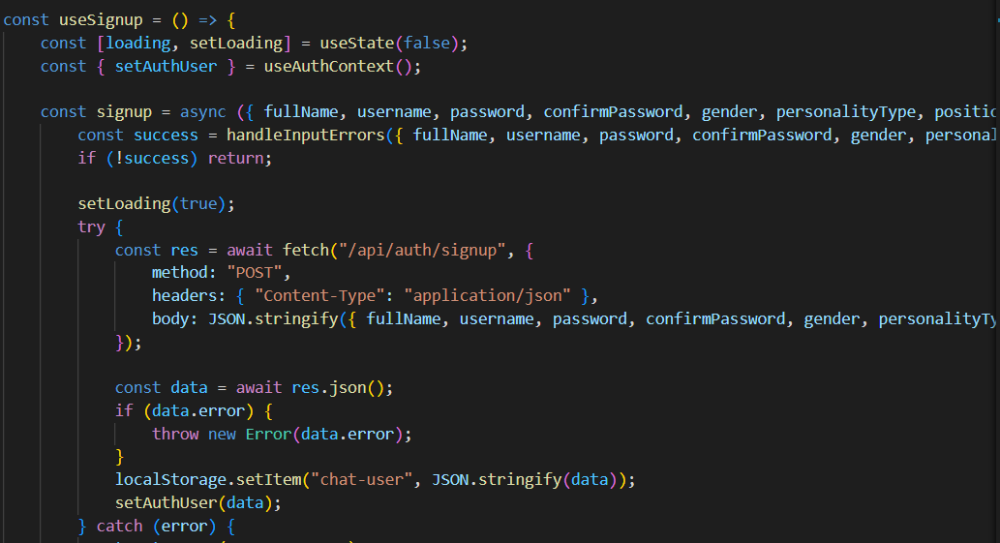 const useSignup = () => {
const [loading, setLoading] = useState(false);
const { setAuthUser } = useAuthContext();
const signup = async ({ fullName, username, password, confirmPassword, gender, personalityType,
const success = handleInputErrors({ fullName, username, password, confirmPassword, gender,
if (!success) return;
setLoading(true);
try {
const res = await fetch("/api/auth/signup", {
method: "POST",
headers: { "Content-Type": "application/json" },
body: JSON.stringify({ fullName, username, password, confirmPassword, gender,
});
const data = await res.json();
if (data.error) {
throw new Error(data.error);
}
localStorage.setItem("chat-user", JSON.stringify(data));
setAuthUser(data);
} catch (error) {